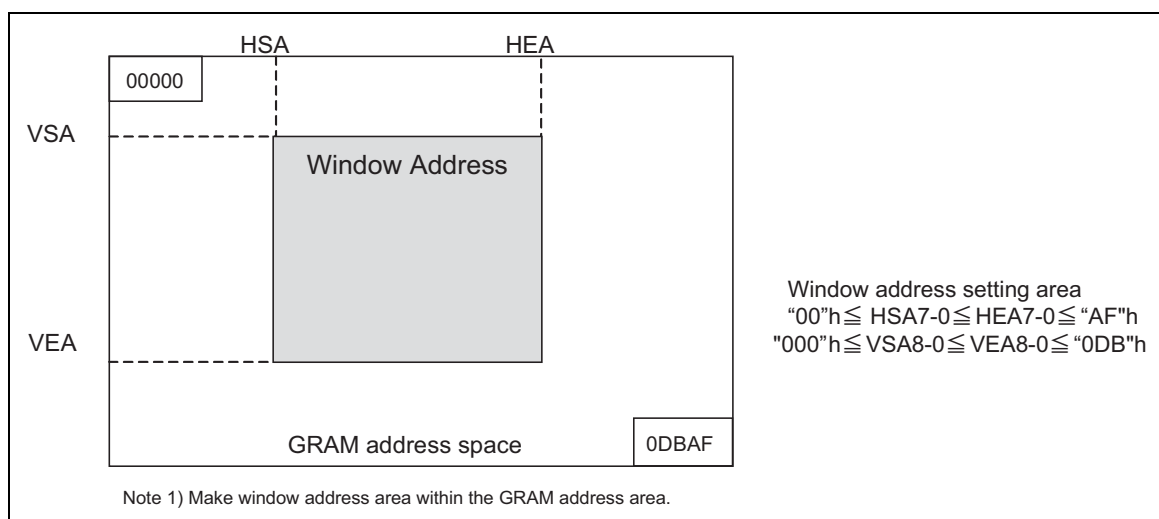 HSA HEA
00000
VSA
Window Address
Window address setting area
“00”h≦ HSA7-0≦HEA7-0≦“AF"h
"000”h≦VSA8-0≦VEA8-0≦“0DB"h
VEA
GRAM address space 0DBAF
Note 1) Make window address area within the GRAM address area.